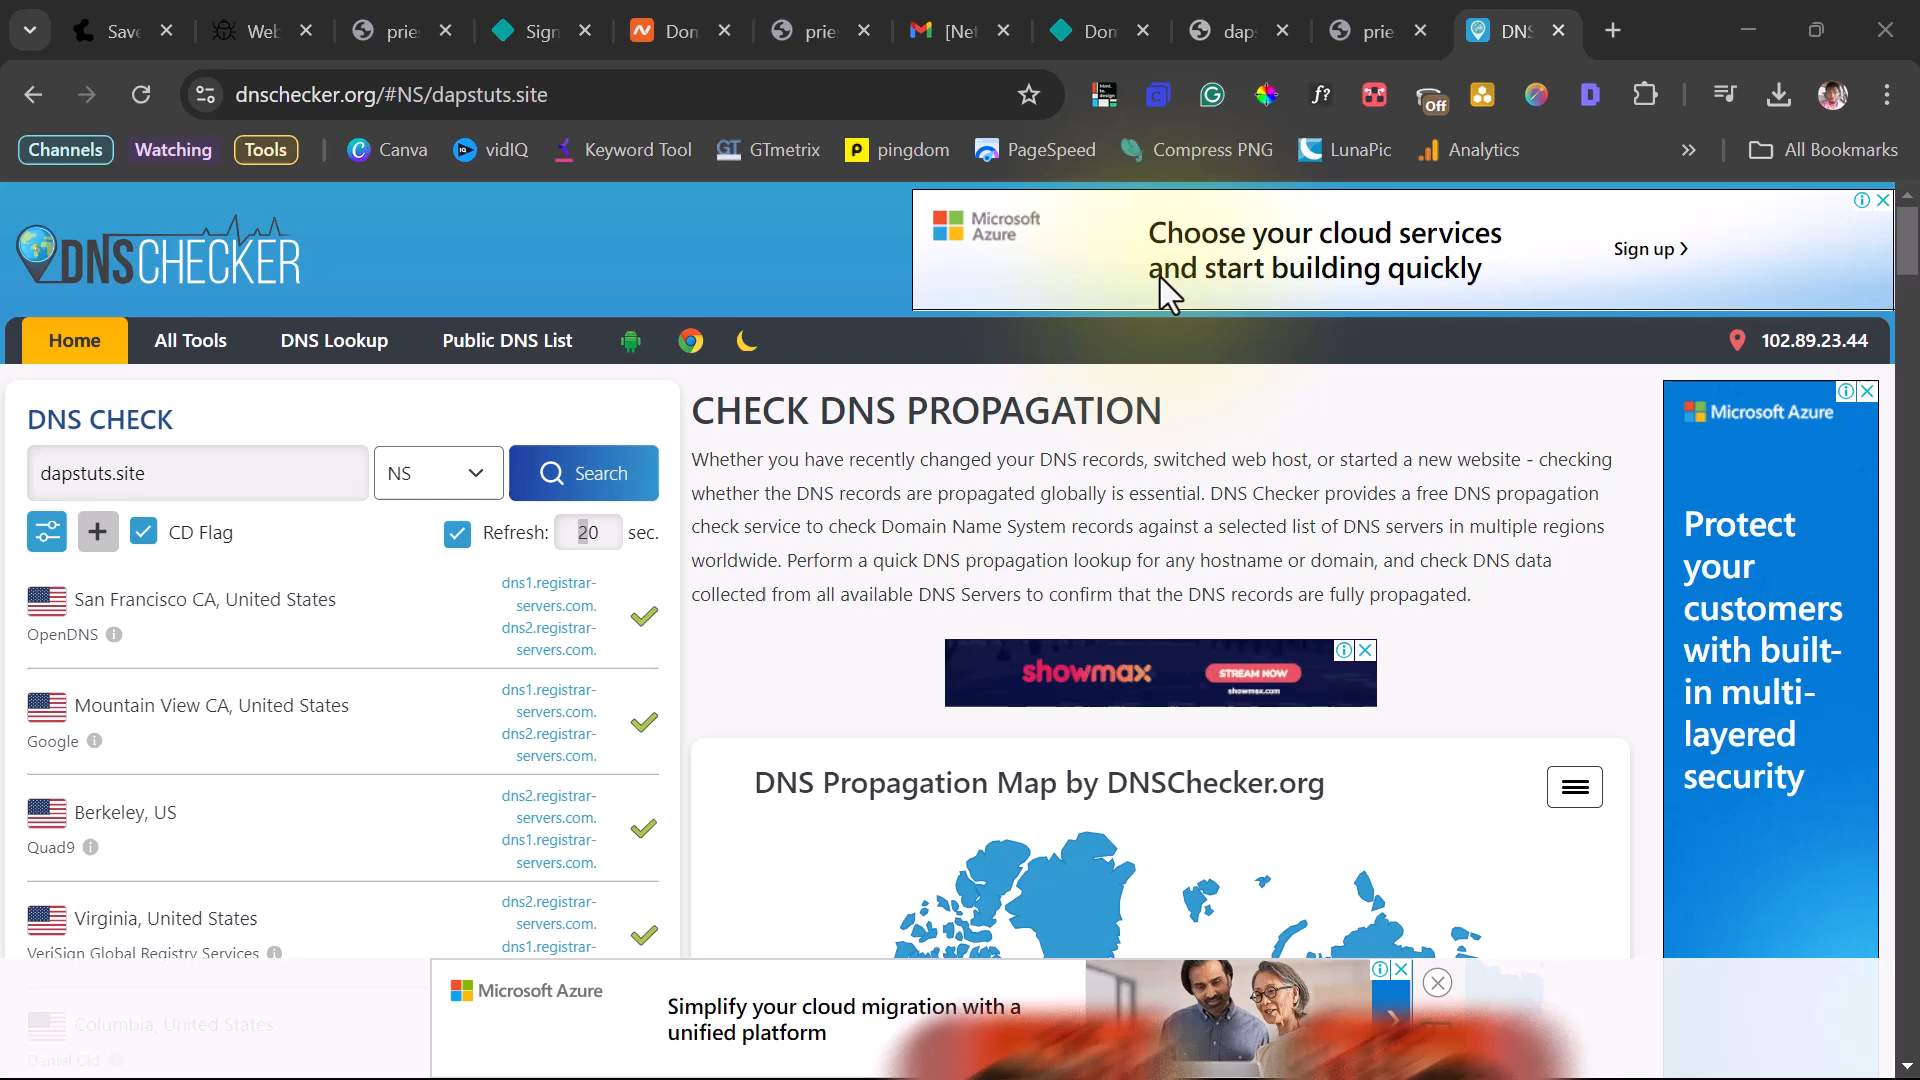 Save
Web
prie
Sign
Don
prie
[Net
Don
dap
prie
DNS
dnschecker.org/#NS/dapstuts.site
Off
Channels
Watching
Tools
Canva
vidIQ
Keyword Tool
GTmetrix
pingdom
PageSpeed
Compress PNG
LunaPic
Analytics
All Bookmarks
DNSCHECKER
Microsoft
Azure
Choose your cloud services
and start building quickly
Sign up
Home
All Tools
DNS Lookup
Public DNS List
102.89.23.44
DNS CHECK
dapstuts.site
NS
Search
CD Flag
Refresh: 20 sec.
San Francisco CA, United States
OpenDNS
dns1.registrar-
servers.com.
dns2.registrar-
servers.com.
Mountain View CA, United States
Google
dns1.registrar-
servers.com.
dns2.registrar-
servers.com.
Berkeley, US
Quad9
dns2.registrar-
servers.com.
dns1.registrar-
servers.com.
Virginia, United States
VeriSign Global Registry Services
dns2.registrar-
servers.com.
dns1.registrar-
Columbia, United States
Daniel Cid
CHECK DNS PROPAGATION
Whether you have recently changed your DNS records, switched web host, or started a new website - checking
whether the DNS records are propagated globally is essential. DNS Checker provides a free DNS propagation
check service to check Domain Name System records against a selected list of DNS servers in multiple regions
worldwide. Perform a quick DNS propagation lookup for any hostname or domain, and check DNS data
collected from all available DNS Servers to confirm that the DNS records are fully propagated.
showmax
STREAM NOW
showmax.com
DNS Propagation Map by DNSChecker.org
Microsoft Azure
Protect
your
customers
with built-
in multi-
layered
security
Microsoft Azure
Simplify your cloud migration with a
unified platform